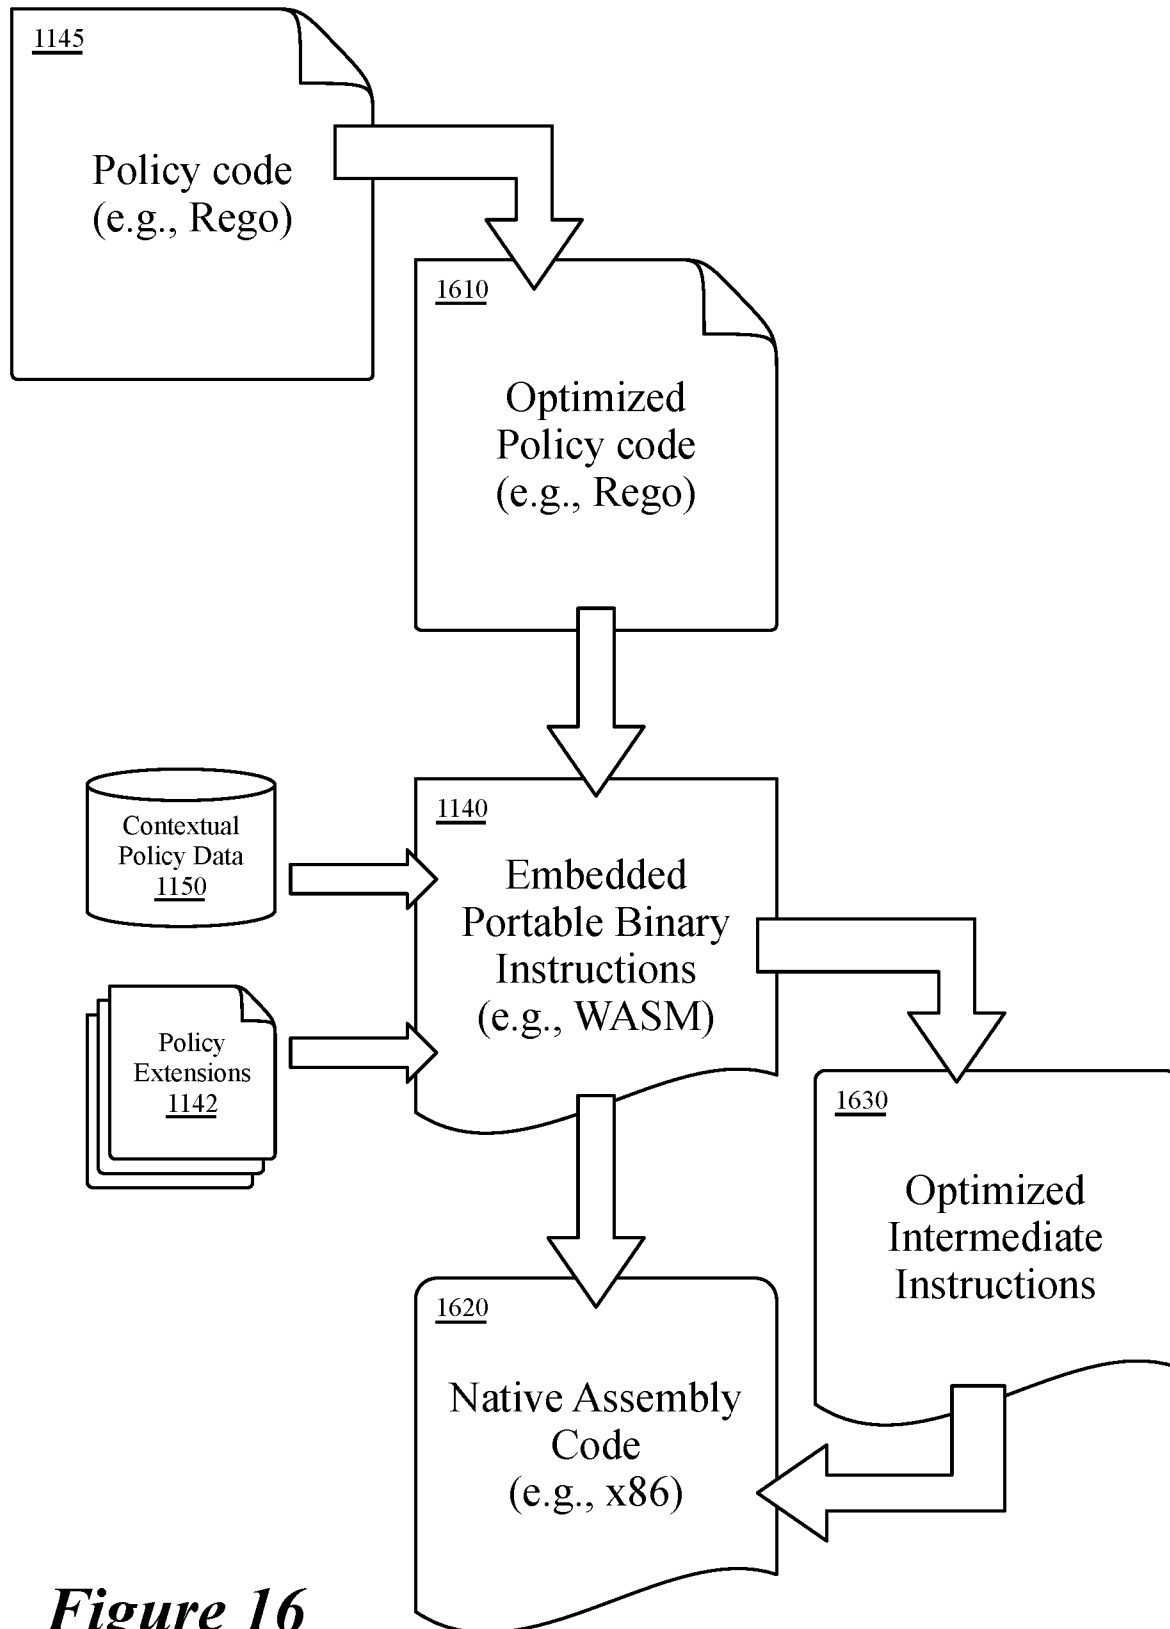 1145
Policy code
(e.g., Rego)
1610
Optimized
Policy code
(e.g., Rego)
Contextual
Policy Data
1150
1140
Embedded
Portable Binary
Instructions
(e.g., WASM)
Policy
Extensions
1142
1630
Optimized
Intermediate
Instructions
1620
Native Assembly
Code
(e.g., x86)
Figure 16